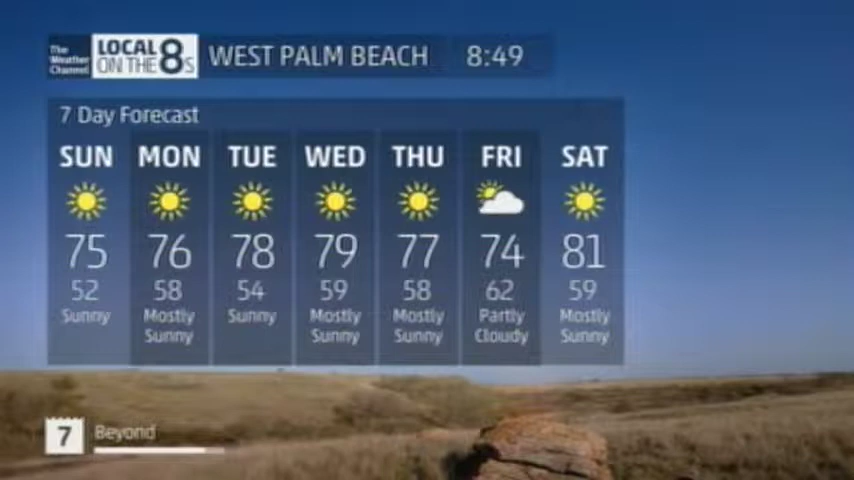 The Weather Channel
LOCAL ON THE 8s
WEST PALM BEACH 8:49
7 Day Forecast
SUN MON TUE WED THU FRI SAT
75 76 78 79 77 74 81
52 58 54 59 58 62 59
Sunny Mostly Sunny Sunny Mostly Sunny Mostly Sunny Partly Cloudy Mostly Sunny
7 Beyond